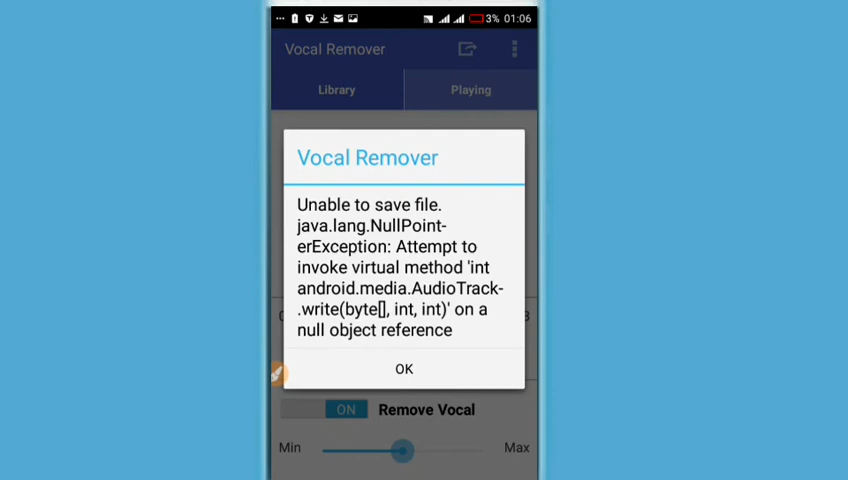 3% 01:06
Vocal Remover
Library Playing
Vocal Remover
Unable to save file.
java.lang.NullPoint-
erException: Attempt to
invoke virtual method 'int
android.media.AudioTrack-
.write(byte[], int, int)' on a
null object reference
OK
ON Remove Vocal
Min Max